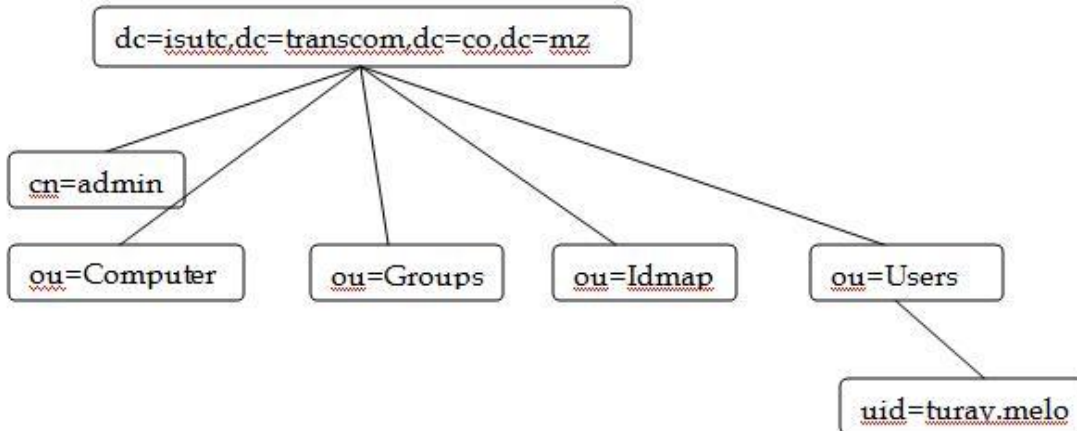 dc=isutc,dc=transcom,dc=co,dc=mz
cn=admin
ou=Computer
ou=Groups
ou=Idmap
ou=Users
uid=turav.melo